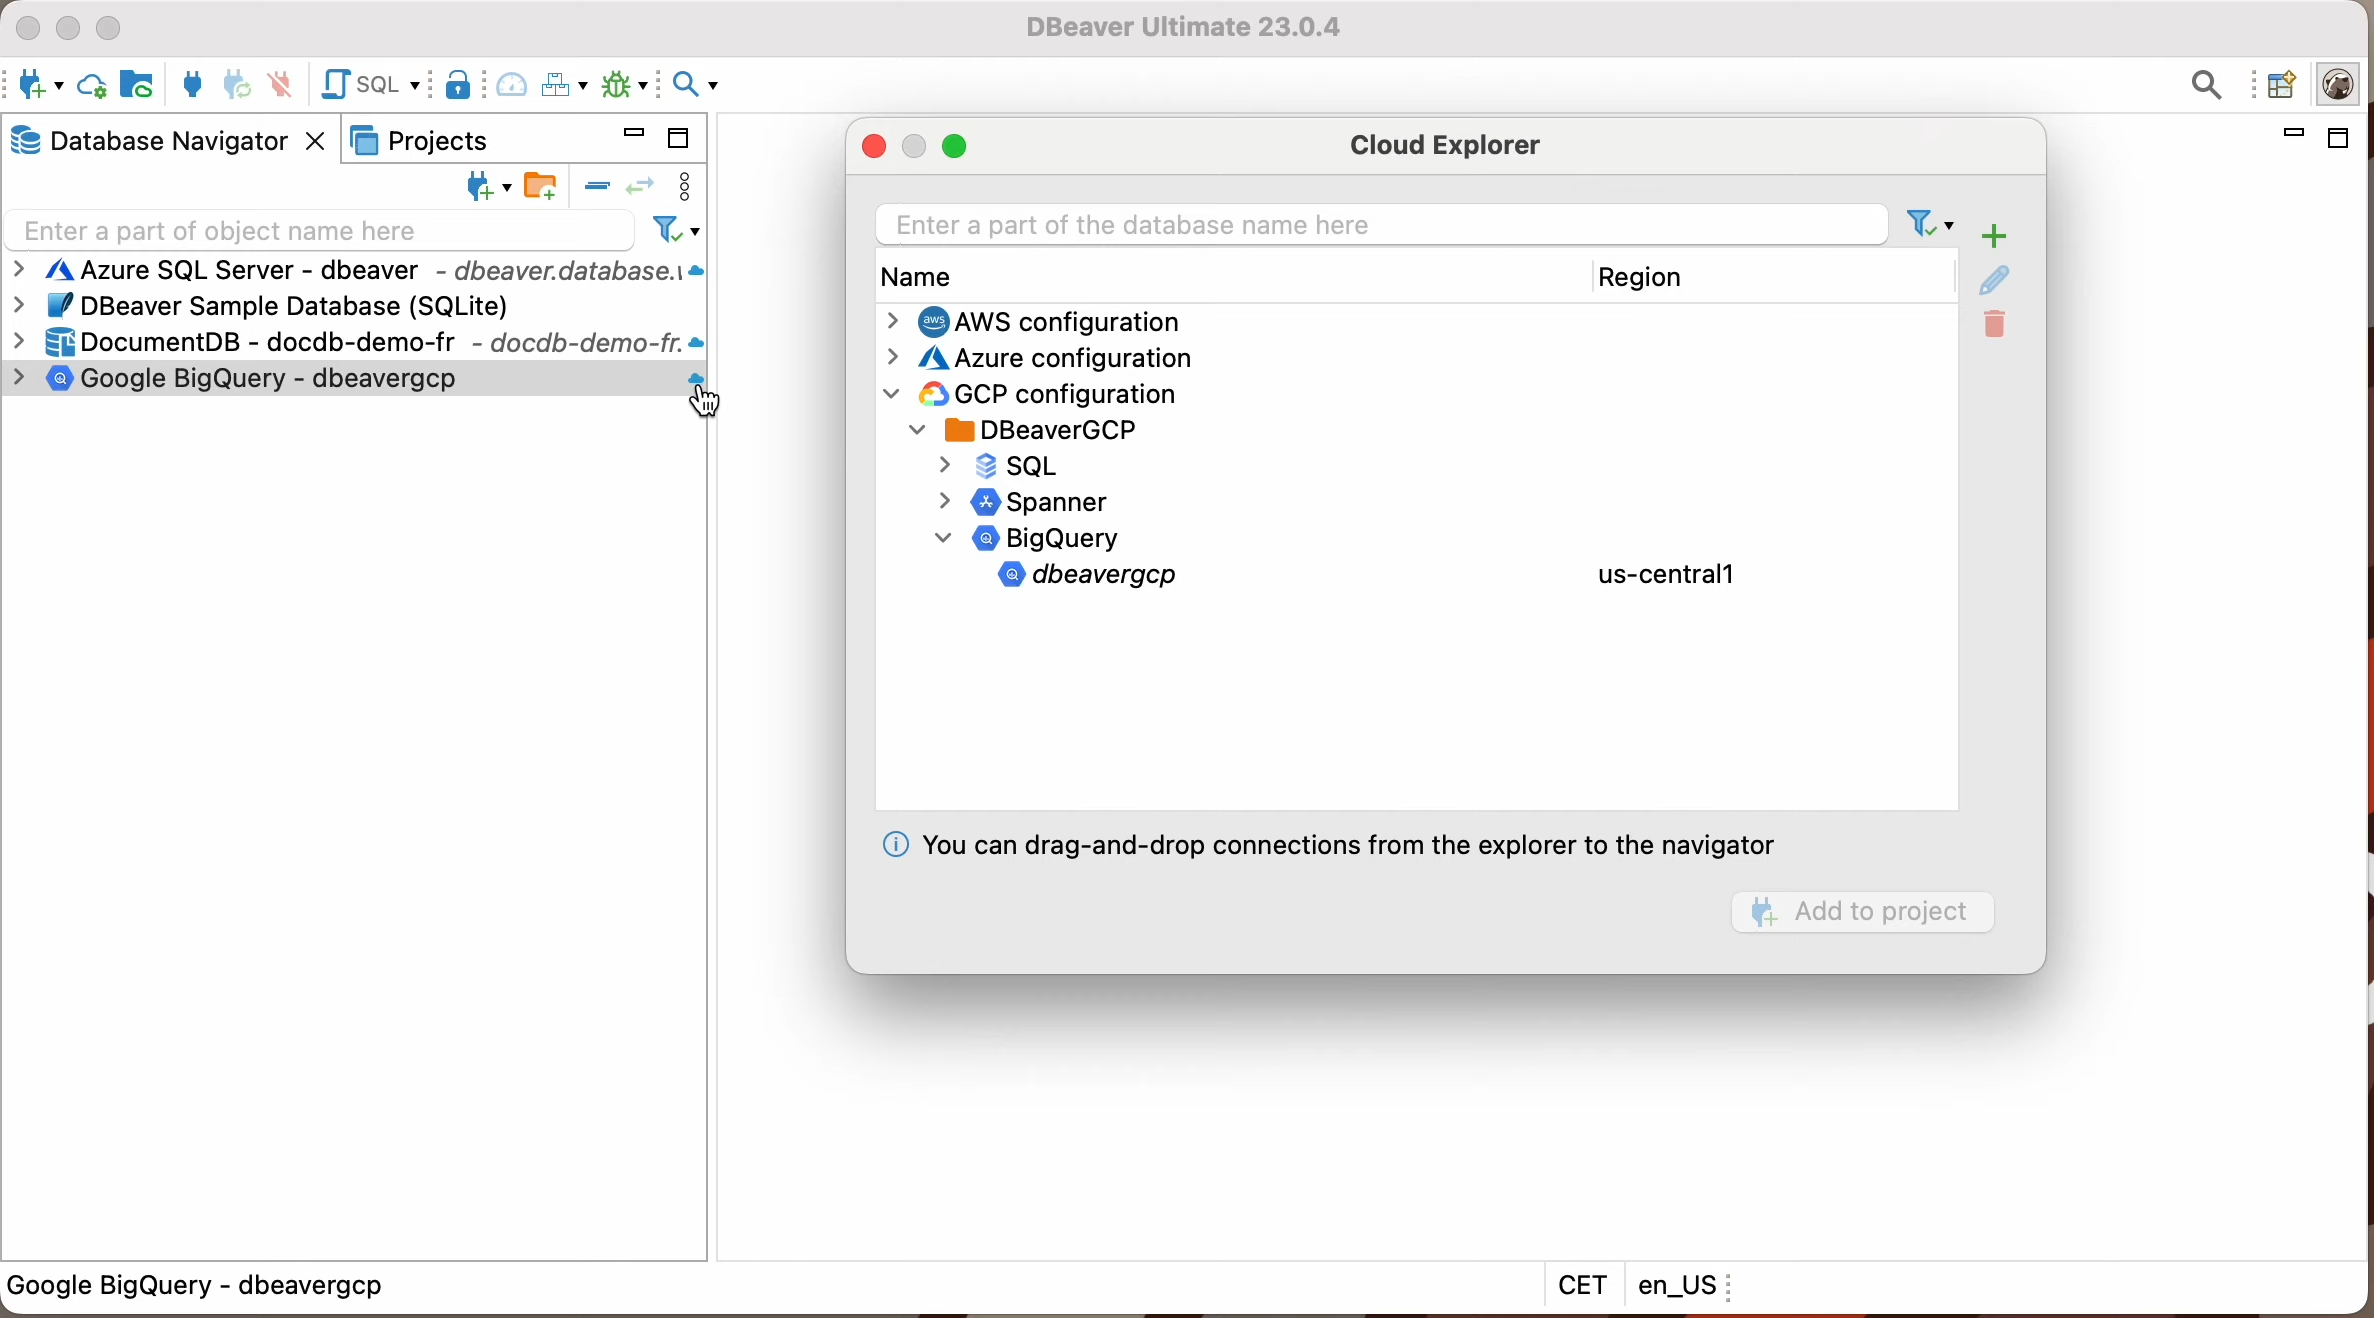 DBeaver Ultimate 23.0.4
SQL
Database Navigator
Projects
Enter a part of object name here
Azure SQL Server - dbeaver - dbeaver.database.
DBeaver Sample Database (SQLite)
DocumentDB - docdb-demo-fr - docdb-demo-fr.
Google BigQuery - dbeavergcp
Cloud Explorer
Enter a part of the database name here
Name Region
aws AWS configuration
Azure configuration
GCP configuration
DBeaverGCP
SQL
Spanner
BigQuery
dbeavergcp us-central1
You can drag-and-drop connections from the explorer to the navigator
Add to project
Google BigQuery - dbeavergcp CET en_US